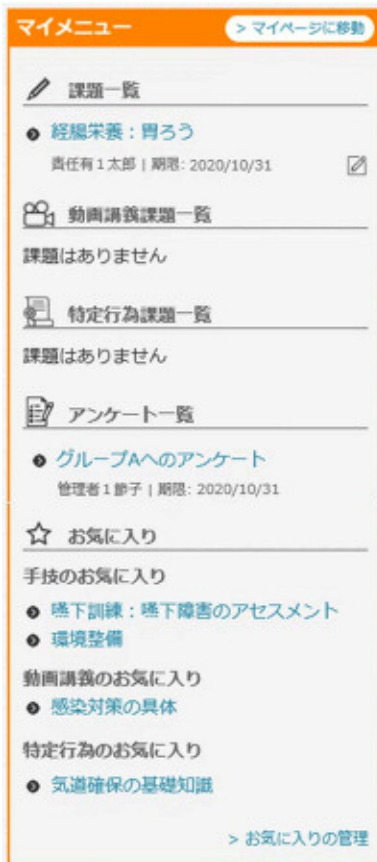 マイメニュー
> マイページに移動
課題一覧
経腸栄養：胃ろう
責任有1太郎 | 期限: 2020/10/31
動画講義課題一覧
課題はありません
特定行為課題一覧
課題はありません
アンケート一覧
グループAへのアンケート
管理者1節子 | 期限: 2020/10/31
お気に入り
手技のお気に入り
嚥下訓練：嚥下障害のアセスメント
環境整備
動画講義のお気に入り
感染対策の具体
特定行為のお気に入り
気道確保の基礎知識
> お気に入りの管理